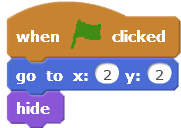 when clicked
go to x: 2 y: 2
hide